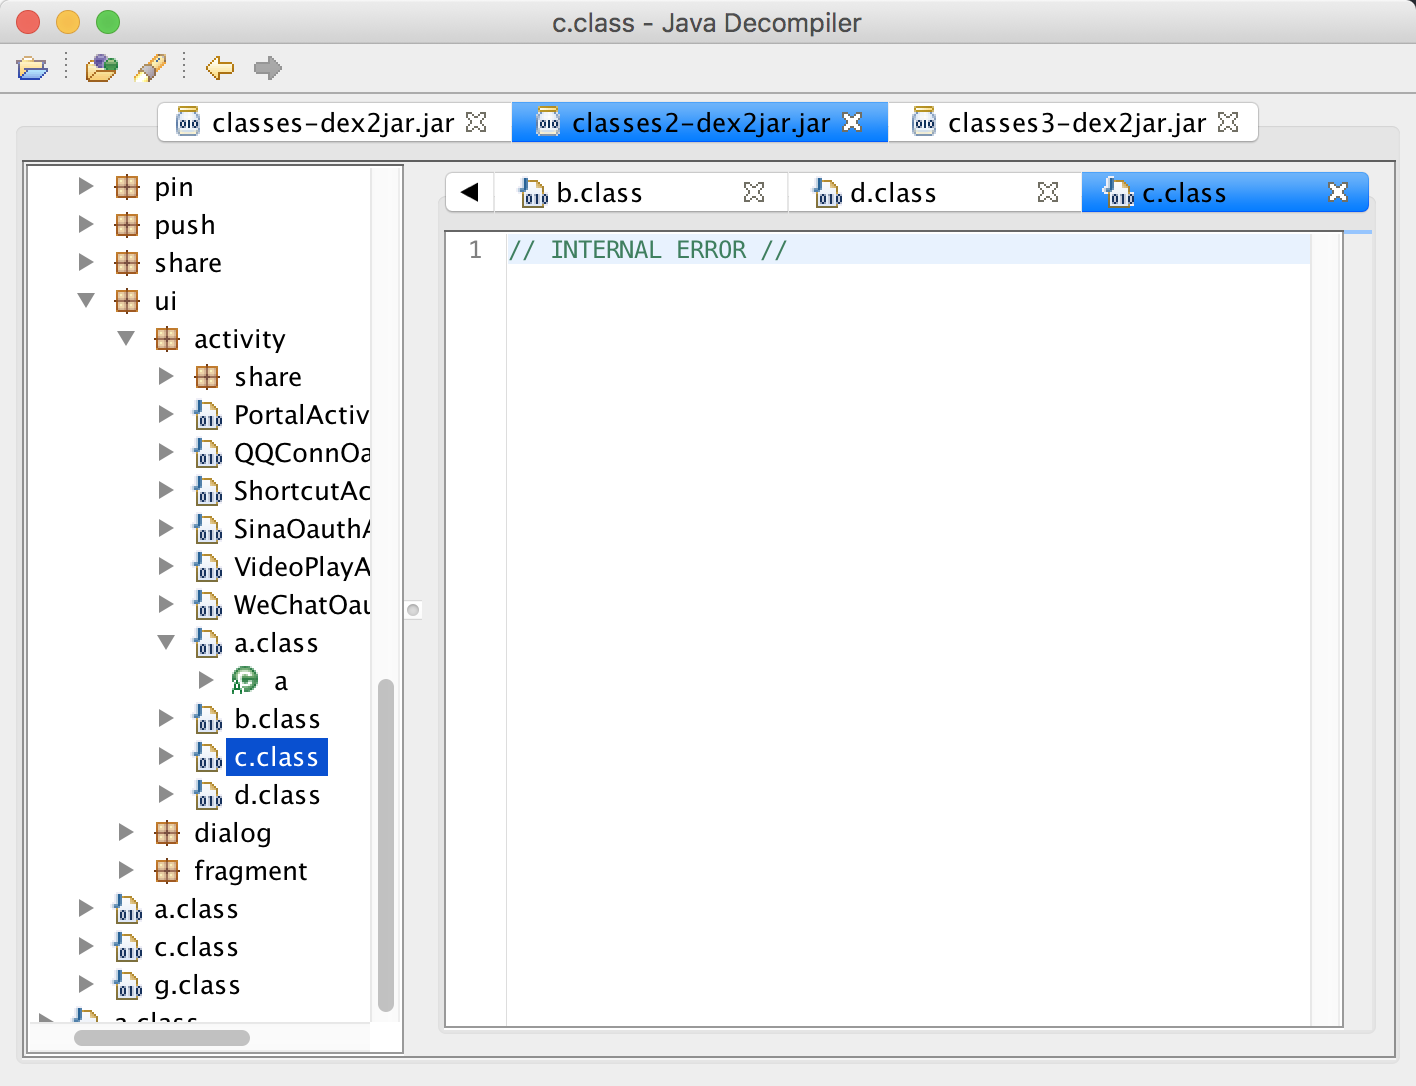 c.class - Java Decompiler
classes-dex2jar.jar
classes2-dex2jar.jar
classes3-dex2jar.jar
pin
push
share
ui
activity
share
PortalActiv
QQConnOa
ShortcutAc
SinaOauthA
VideoPlayA
WeChatOau
a.class
a
b.class
c.class
d.class
dialog
fragment
a.class
c.class
g.class
a.class
b.class
d.class
c.class
1 // INTERNAL ERROR //